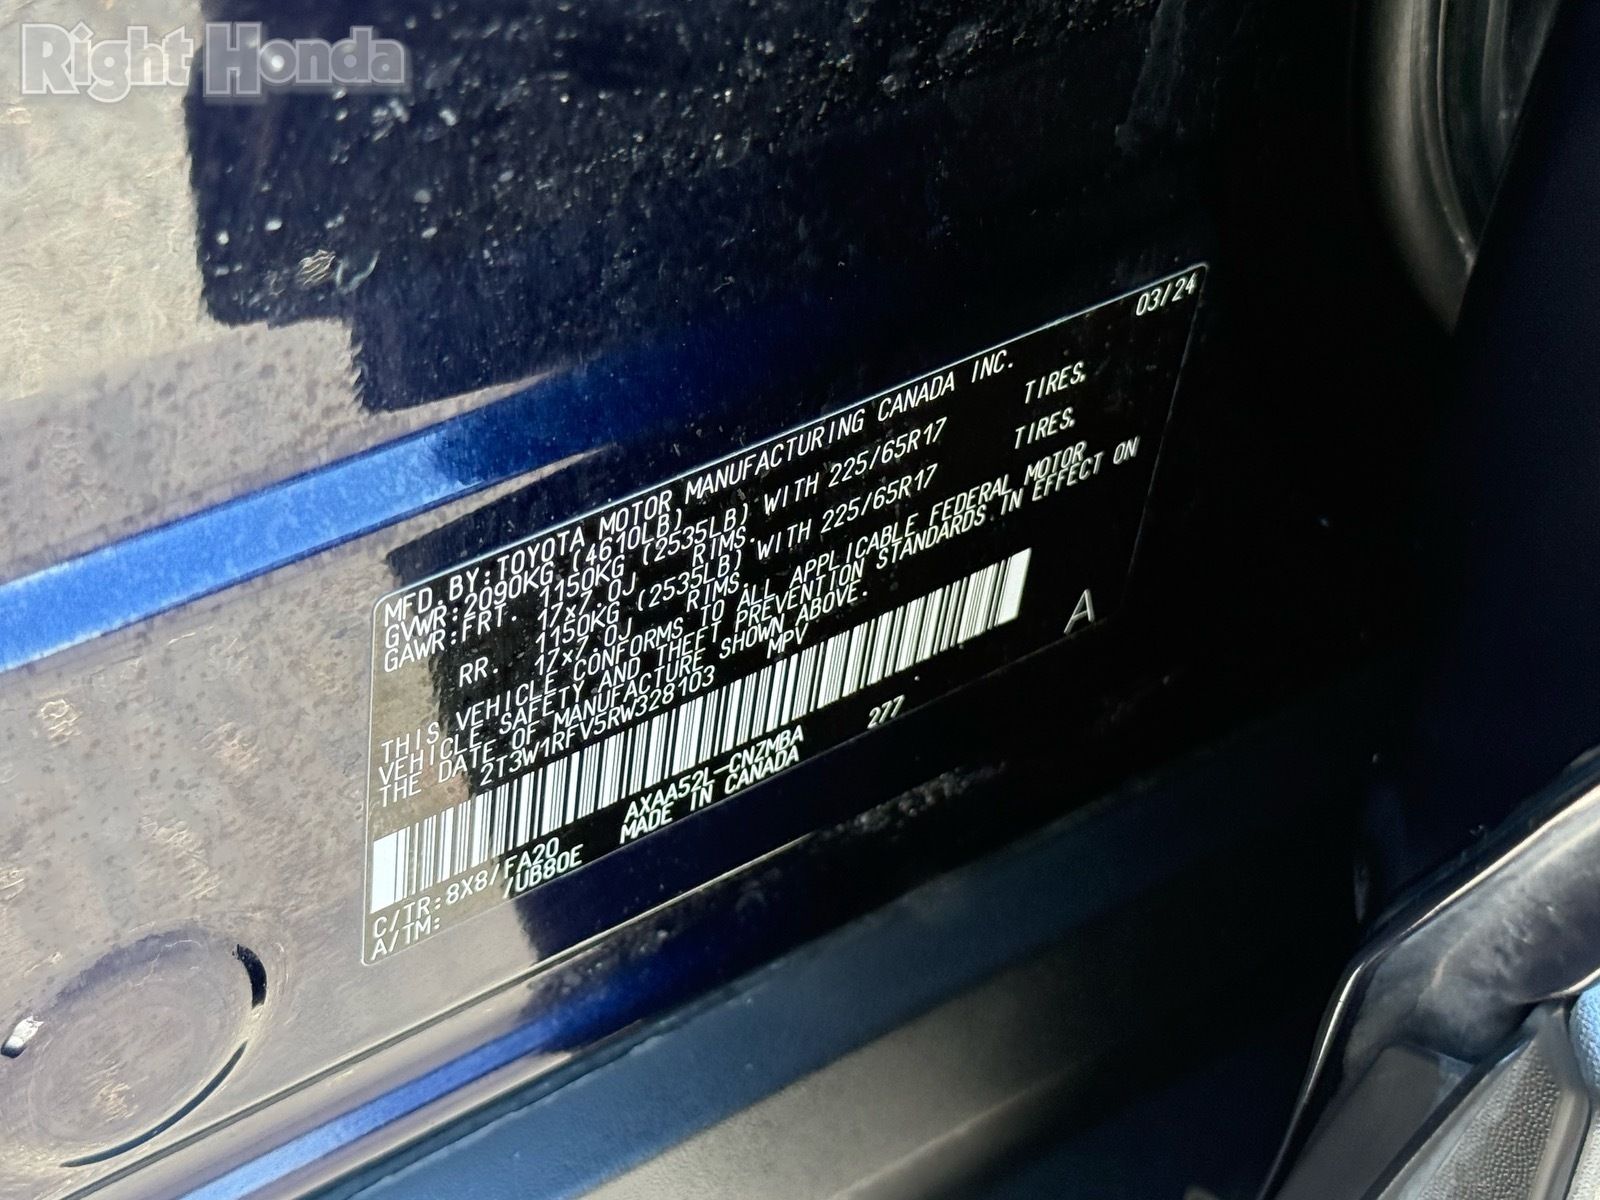 Right Honda
MFD. BY: TOYOTA MOTOR MANUFACTURING CANADA INC. 03/24
GVWR: 2090KG (4610LB)
GAWR: FRT. 1150KG (2535LB) WITH 225/65R17 TIRES.
17x7.0J RIMS.
RR. 1150KG (2535LB) WITH 225/65R17 TIRES.
17x7.0J RIMS.
THIS VEHICLE CONFORMS TO ALL APPLICABLE FEDERAL MOTOR
VEHICLE SAFETY AND THEFT PREVENTION STANDARDS IN EFFECT ON
THE DATE OF MANUFACTURE SHOWN ABOVE.
2T3W1RFV5RW328103 MPV
A
C/TR: 8X8/FA20 AXAA52L-CNZMBA 277
A/TM: /UB80E MADE IN CANADA